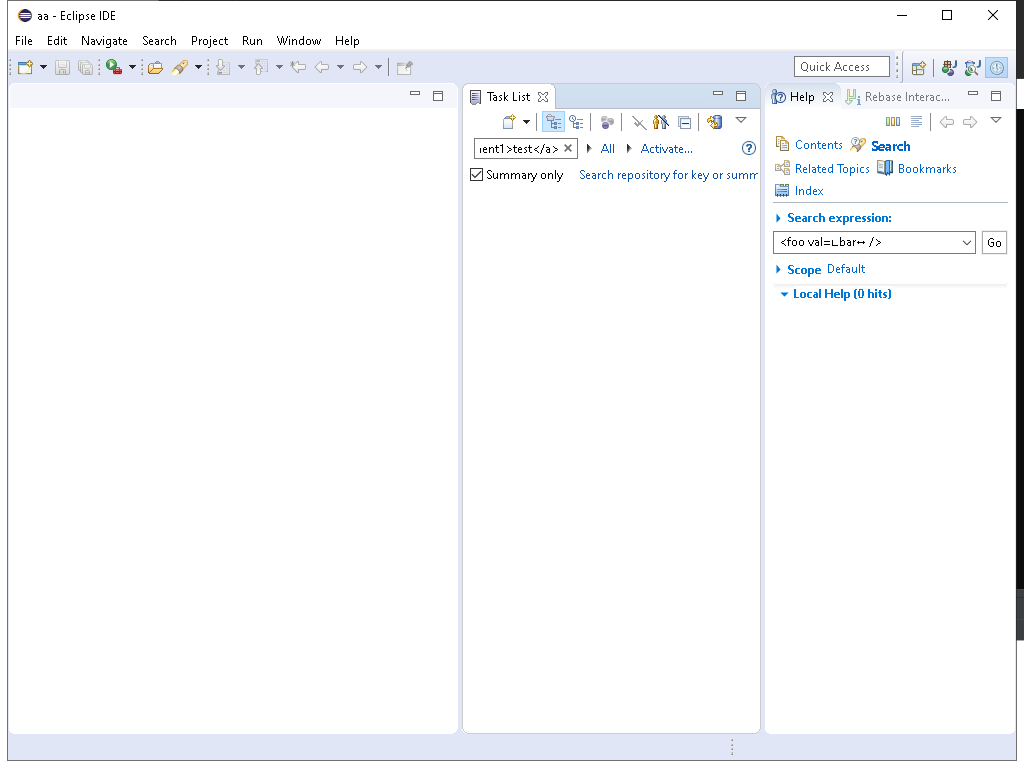 aa - Eclipse IDE
File Edit Navigate Search Project Run Window Help
Quick Access
Task List
Help
Rebase Interac...
ient1>test</a>
All
Activate...
Summary only
Search repository for key or summ
Contents
Search
Related Topics
Bookmarks
Index
Search expression:
<foo val=∟bar↔ />
Go
Scope Default
Local Help (0 hits)